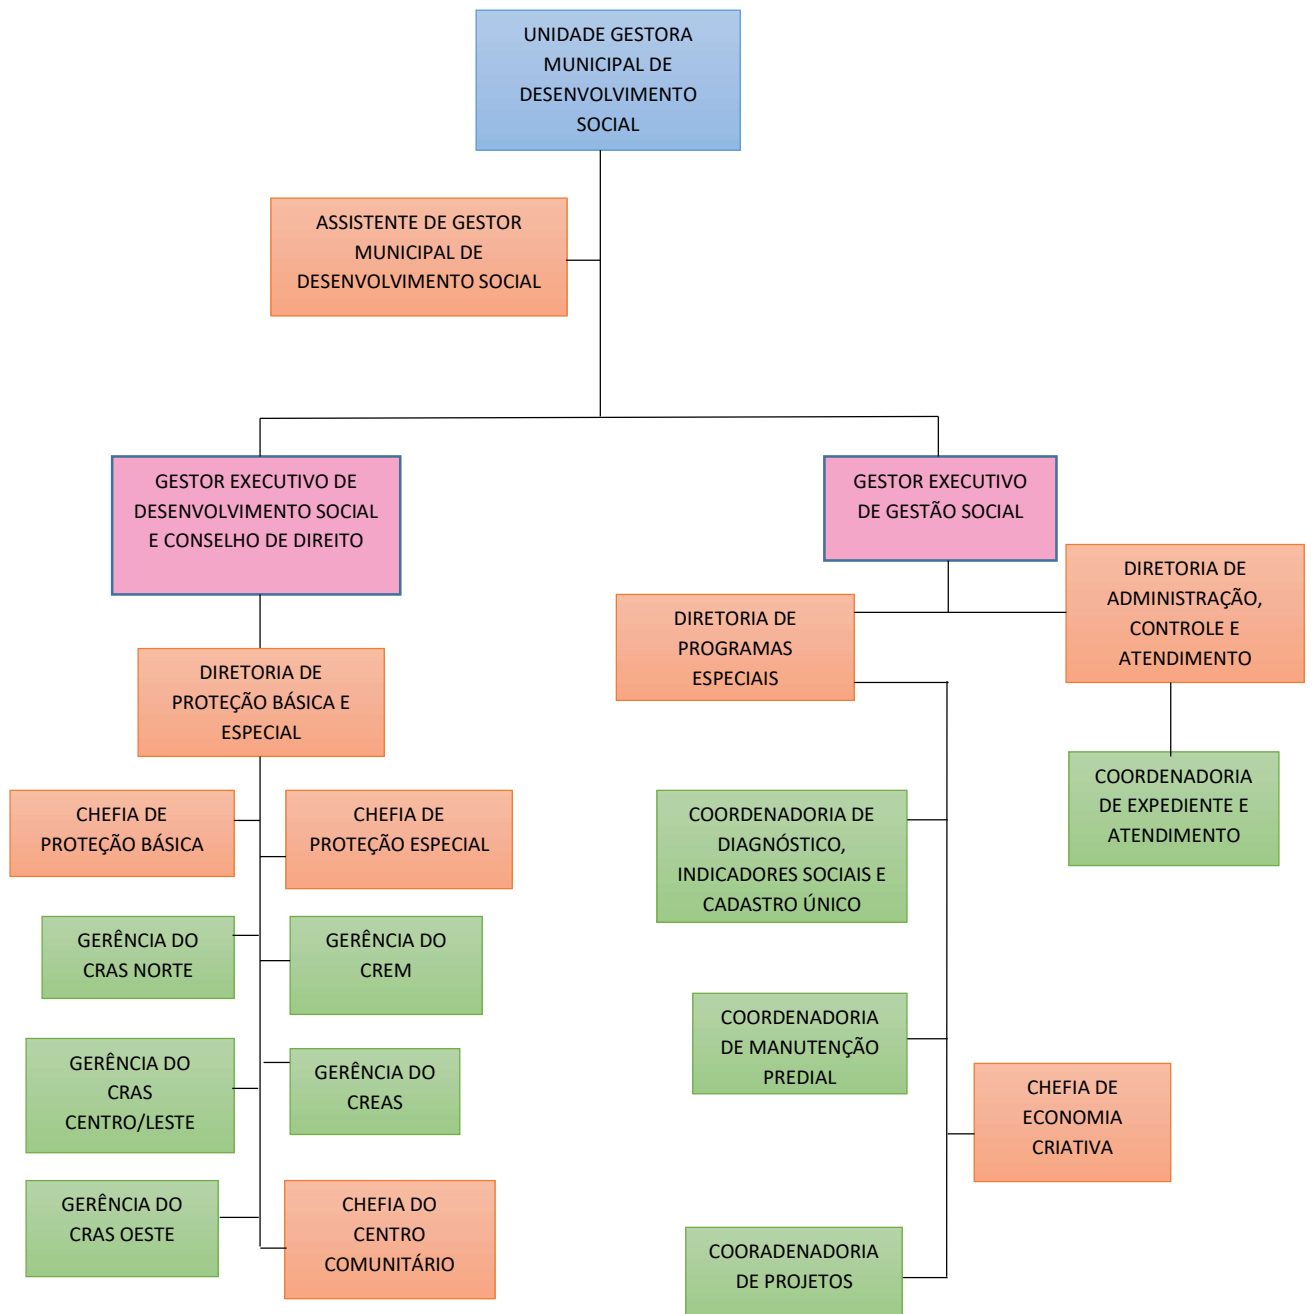 UNIDADE GESTORA
MUNICIPAL DE
DESENVOLVIMENTO
SOCIAL
ASSISTENTE DE GESTOR
MUNICIPAL DE
DESENVOLVIMENTO SOCIAL
GESTOR EXECUTIVO DE
DESENVOLVIMENTO SOCIAL
E CONSELHO DE DIREITO
GESTOR EXECUTIVO
DE GESTÃO SOCIAL
DIRETORIA DE
PROTEÇÃO BÁSICA E
ESPECIAL
DIRETORIA DE
PROGRAMAS
ESPECIAIS
DIRETORIA DE
ADMINISTRAÇÃO,
CONTROLE E
ATENDIMENTO
CHEFIA DE
PROTEÇÃO BÁSICA
CHEFIA DE
PROTEÇÃO ESPECIAL
COORDENADORIA DE
DIAGNÓSTICO,
INDICADORES SOCIAIS E
CADASTRO ÚNICO
COORDENADORIA
DE EXPEDIENTE E
ATENDIMENTO
GERÊNCIA DO
CRAS NORTE
GERÊNCIA DO
CREM
GERÊNCIA DO
CRAS
CENTRO/LESTE
GERÊNCIA DO
CREAS
COORDENADORIA
DE MANUTENÇÃO
PREDIAL
CHEFIA DE
ECONOMIA
CRIATIVA
GERÊNCIA DO
CRAS OESTE
CHEFIA DO
CENTRO
COMUNITÁRIO
COORADENADORIA
DE PROJETOS